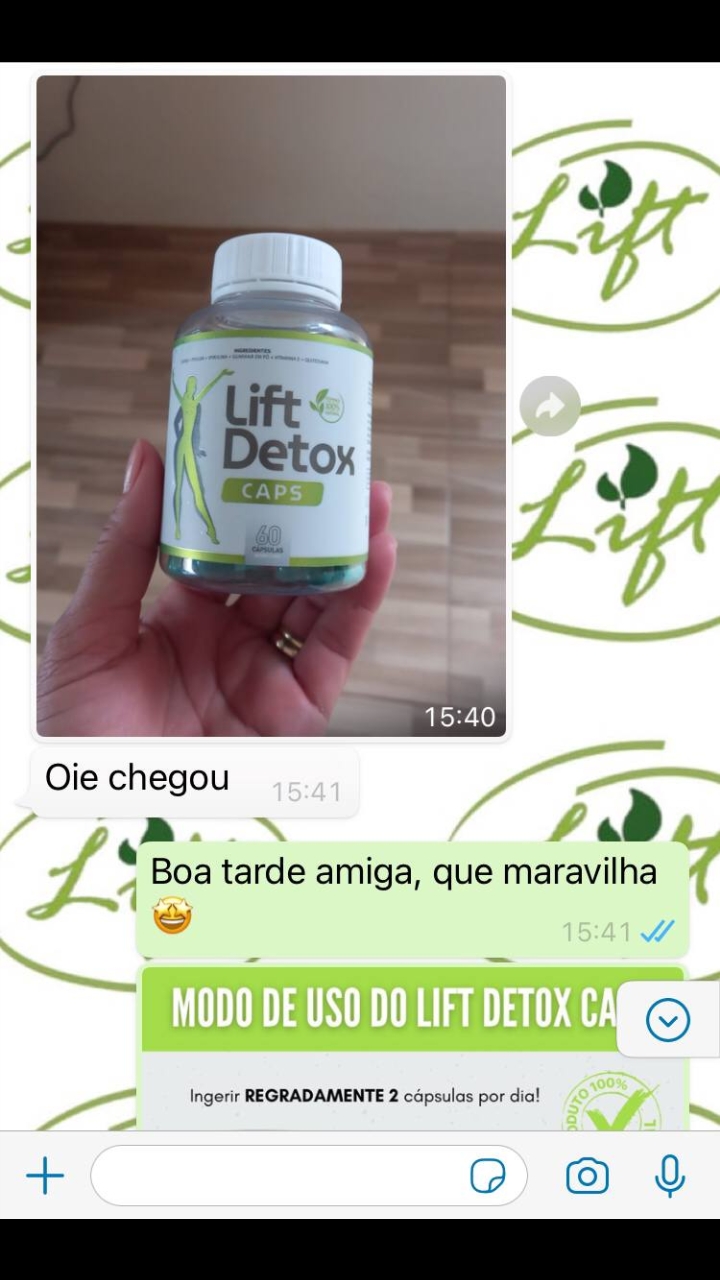 INGREDIENTES
Lift
Detox
CAPS
60
CÁPSULAS
15:40
Lift
Lift
Oie chegou
15:41
Lift
Boa tarde amiga, que maravilha
🤩
15:41
MODO DE USO DO LIFT DETOX CA
Ingerir REGRADAMENTE 2 cápsulas por dia!
DUTO 100%